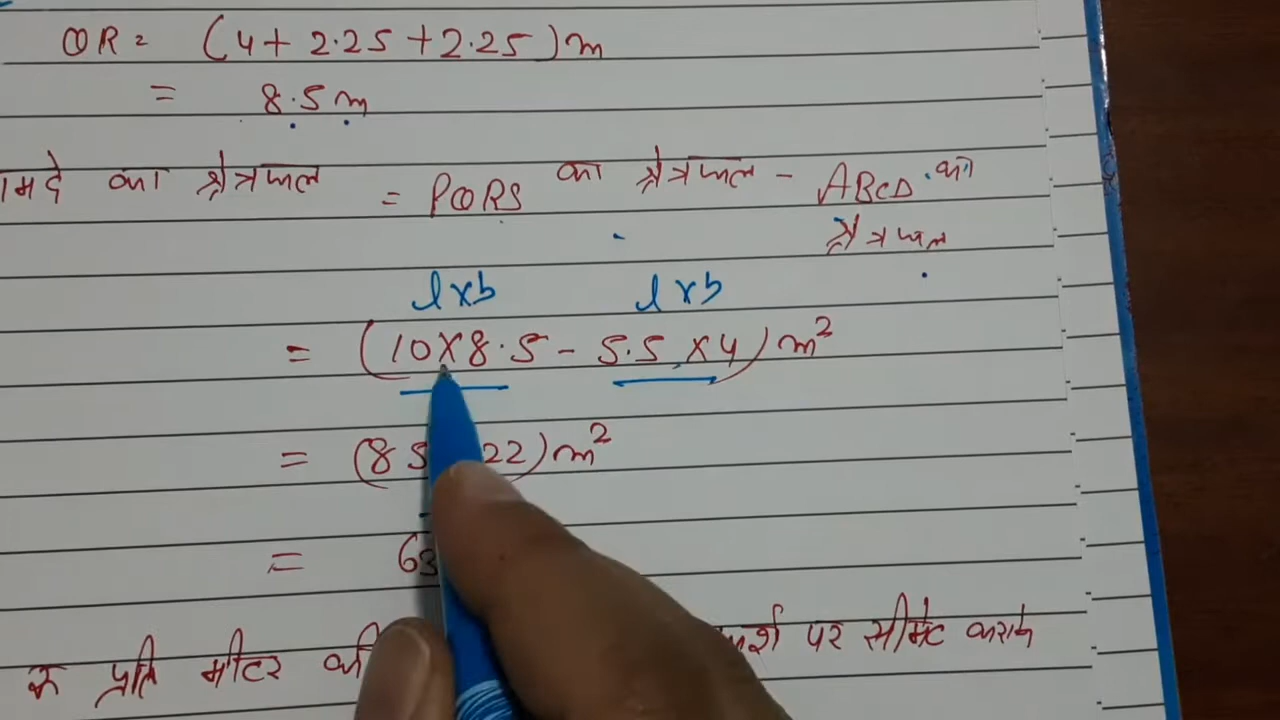 QR = (4 + 2.25 + 2.25) m
= 8.5 m
का क्षेत्रफल = PQRS का क्षेत्रफल - ABCD का
क्षेत्रफल
l×b l×b
= (10×8.5 - 5.5×4) m²
= (85 22) m²
= 63
रु प्रति मीटर की पर सीमेंट कराने